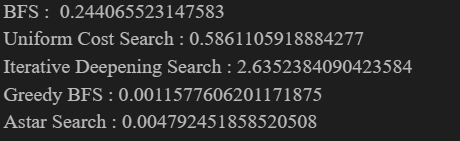 BFS :  0.244065523147583
Uniform Cost Search : 0.5861105918884277
Iterative Deepening Search : 2.6352384090423584
Greedy BFS : 0.0011577606201171875
Astar Search : 0.004792451858520508